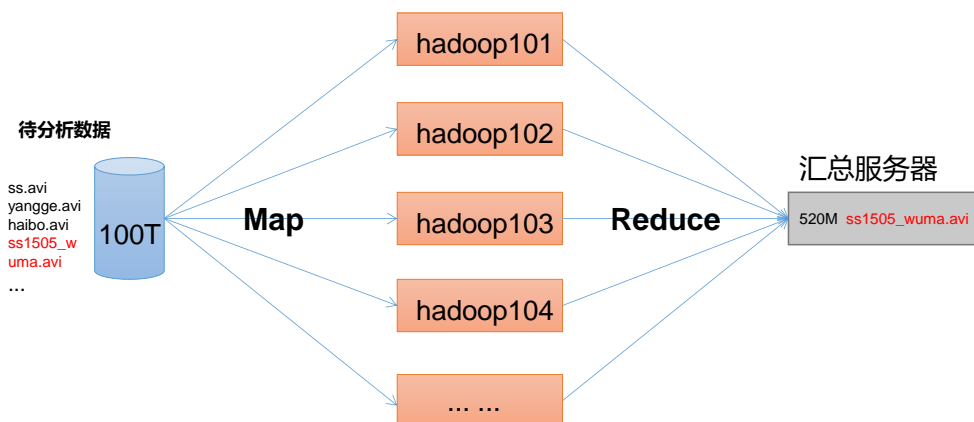 待分析数据
ss.avi
yangge.avi
haibo.avi
ss1505_w
uma.avi
...
100T
Map
hadoop101
hadoop102
hadoop103
hadoop104
... ...
Reduce
汇总服务器
520M ss1505_wuma.avi